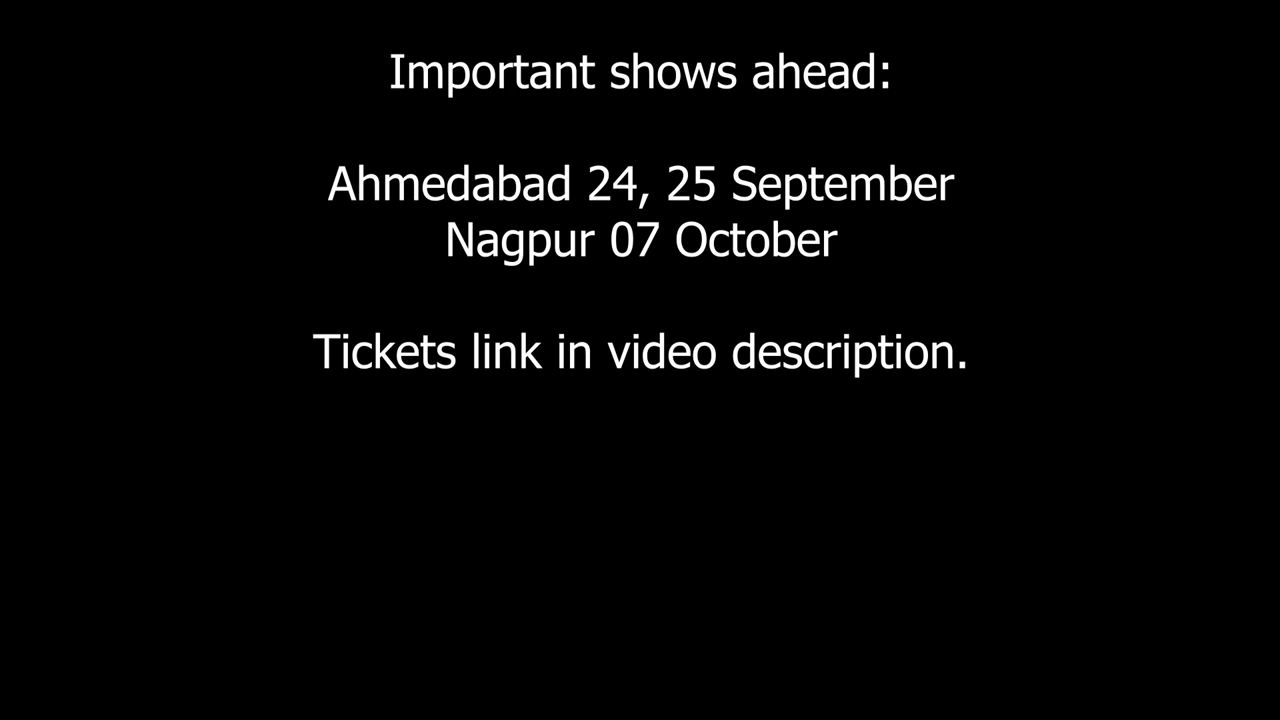 Important shows ahead:
Ahmedabad 24, 25 September
Nagpur 07 October
Tickets link in video description.